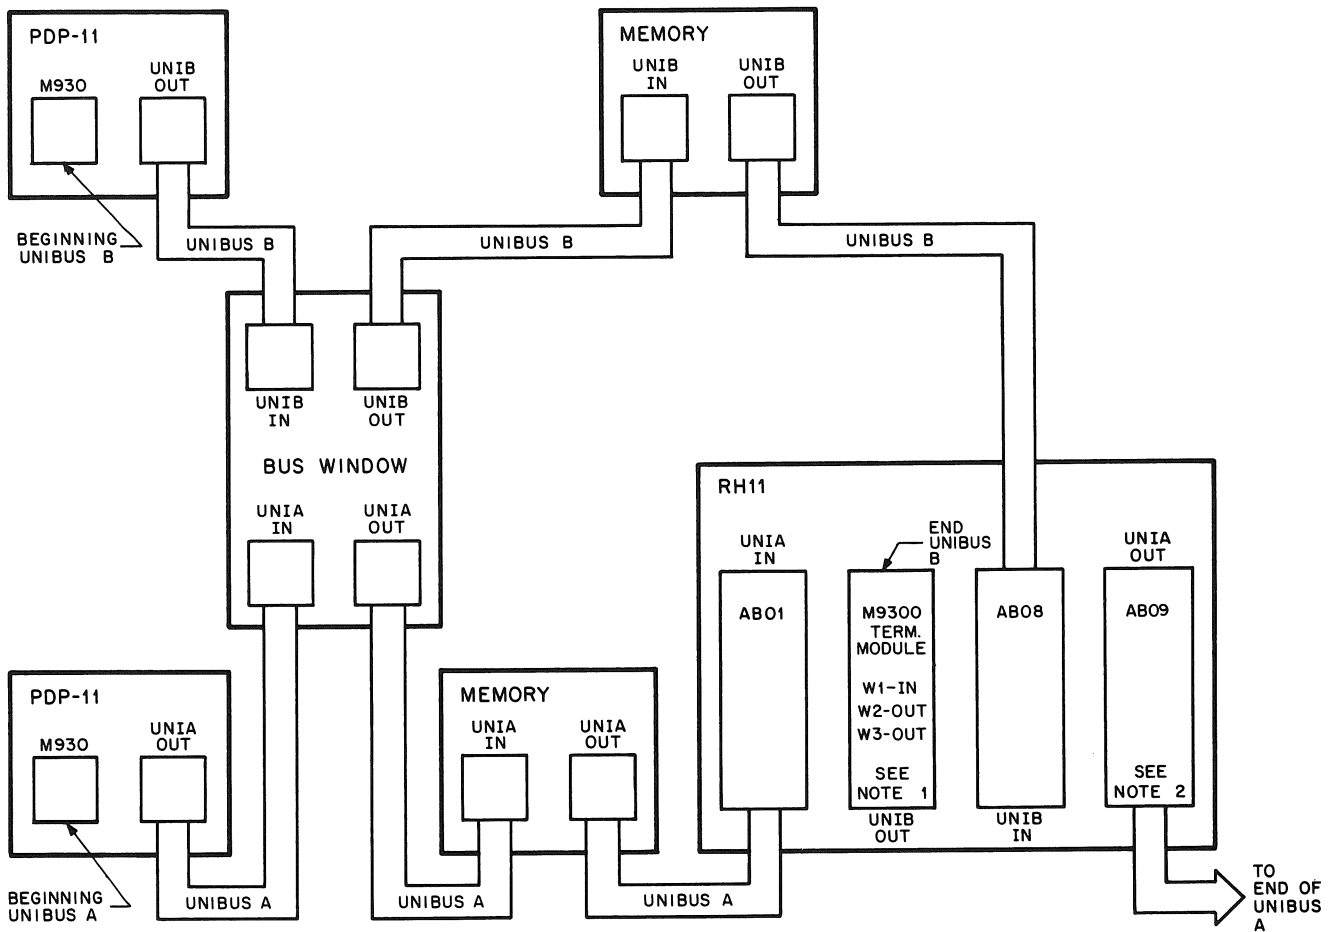 PDP-11
M930
UNIB
OUT
BEGINNING
UNIBUS B
UNIBUS B
MEMORY
UNIB
IN
UNIB
OUT
UNIBUS B
UNIBUS B
UNIB
IN
UNIB
OUT
BUS WINDOW
UNIA
IN
UNIA
OUT
PDP-11
M930
UNIA
OUT
BEGINNING
UNIBUS A
UNIBUS A
MEMORY
UNIA
IN
UNIA
OUT
UNIBUS A
UNIBUS A
RH11
UNIA
IN
AB01
END
UNIBUS
B
M9300
TERM.
MODULE
W1-IN
W2-OUT
W3-OUT
SEE
NOTE 1
UNIB
OUT
AB08
UNIB
IN
UNIA
OUT
AB09
SEE
NOTE 2
TO
END OF
UNIBUS
A